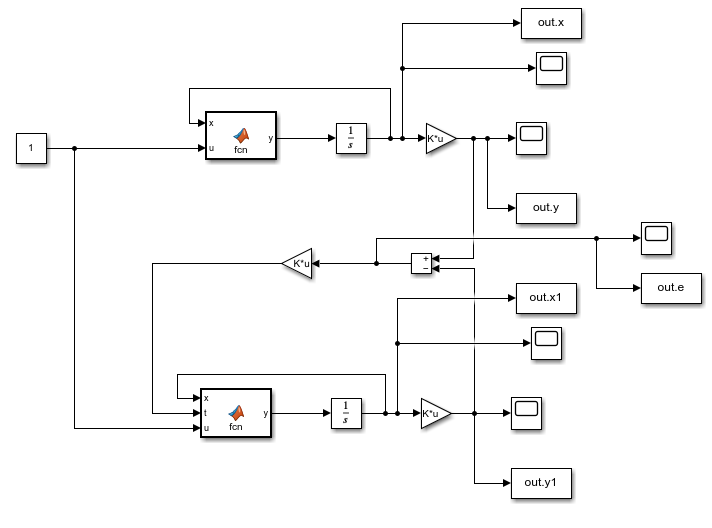 out.x
x
u
y
fcn
1
s
K*u
1
out.y
K*u
+
−
out.e
out.x1
x
t
u
y
fcn
1
s
K*u
out.y1